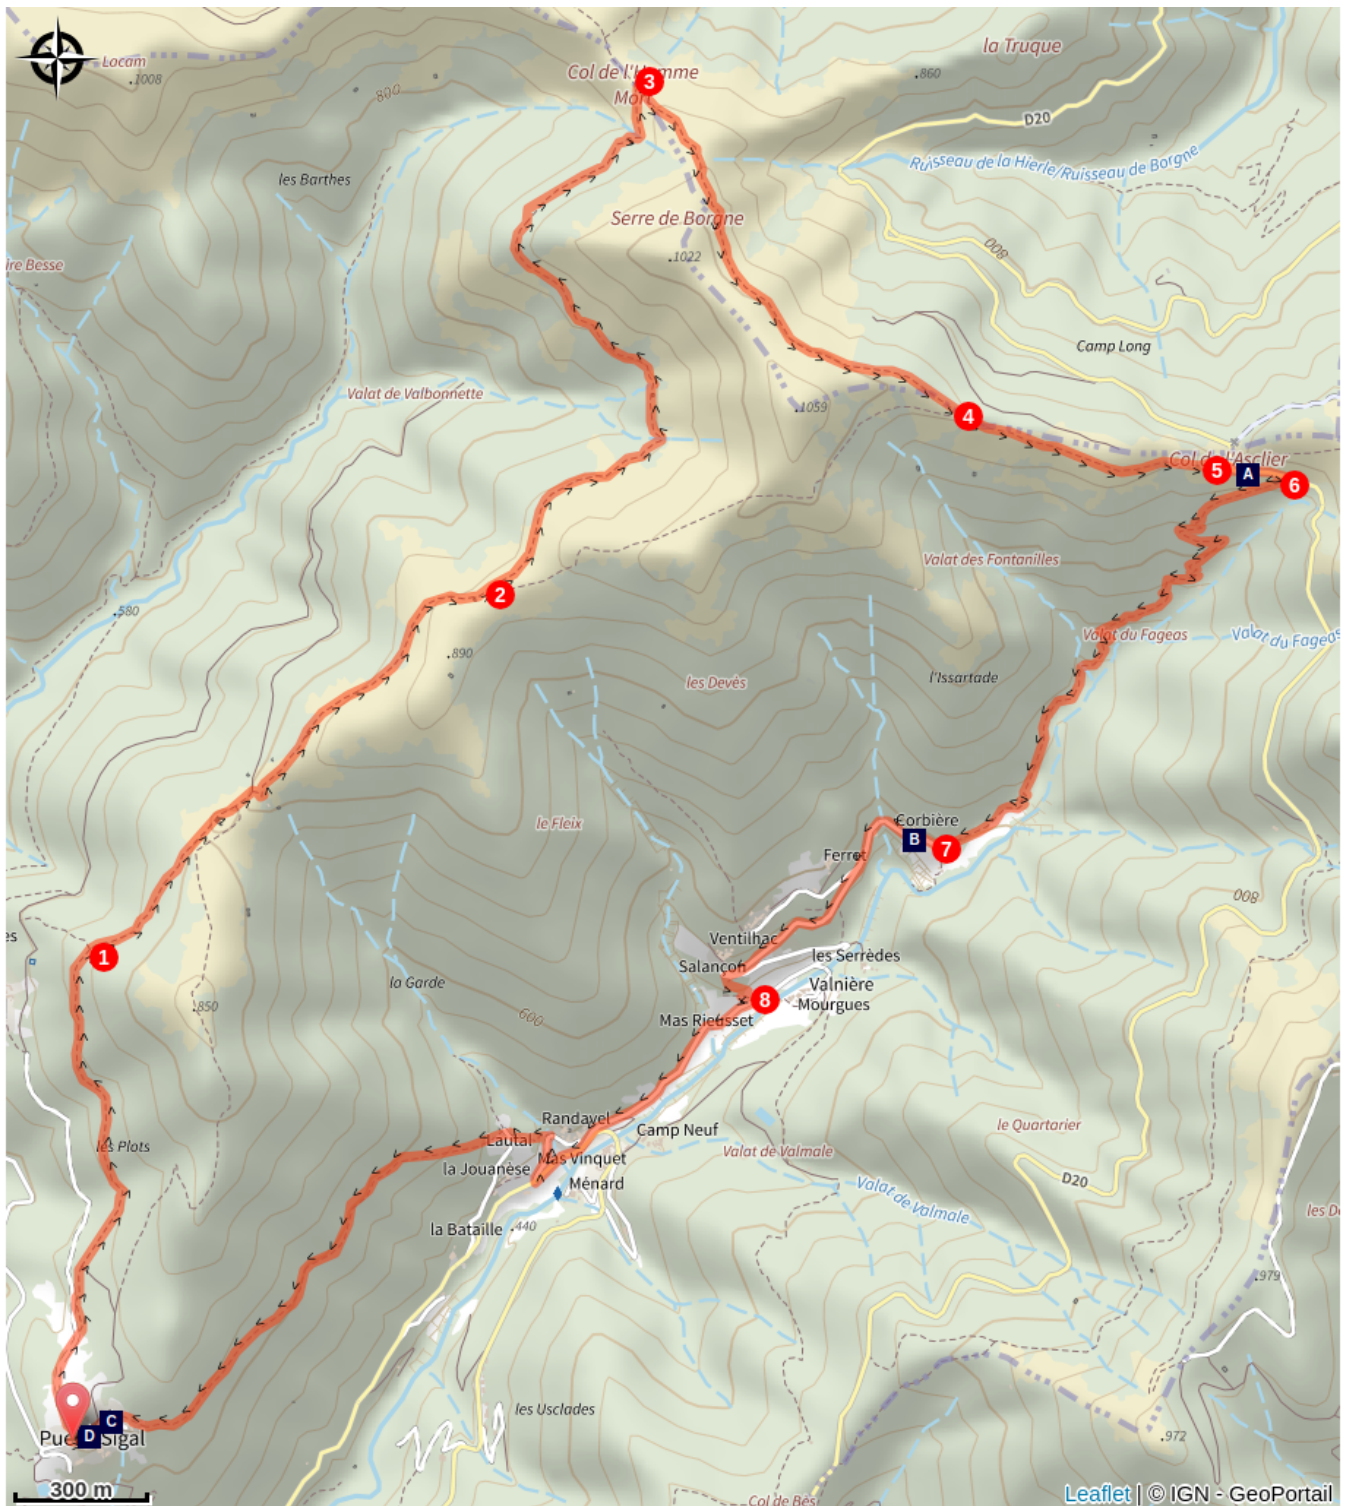 Locam
.1008
800
Col de l'Homme
Mort
3
la Truque
.860
D20
Ruisseau de la Hierle/Ruisseau de Borgne
les Barthes
Serre de Borgne
.1022
800
Camp Long
Valat de Valbonnette
.1059
4
Col de l'Asclier
5
A
6
Valat des Fontanilles
.580
2
.890
Valat du Fageas
Valat du Fageas
les Devès
l'Issartade
le Fleix
Corbière
B
7
Ferret
800
1
Ventilhac
Salançon
les Serrèdes
la Garde
Valnière
8
Mourgues
.850
600
Mas Rieusset
les Plots
Randavel
Camp Neuf
le Quartarier
Lautal
Mas Vinquet
Valat de Valmale
la Jouanèse
Ménard
D20
Valat de Valmale
la Bataille
.440
.979
les Usclades
C
D
.972
300 m
Col de Bès
Leaflet | © IGN - GeoPortail